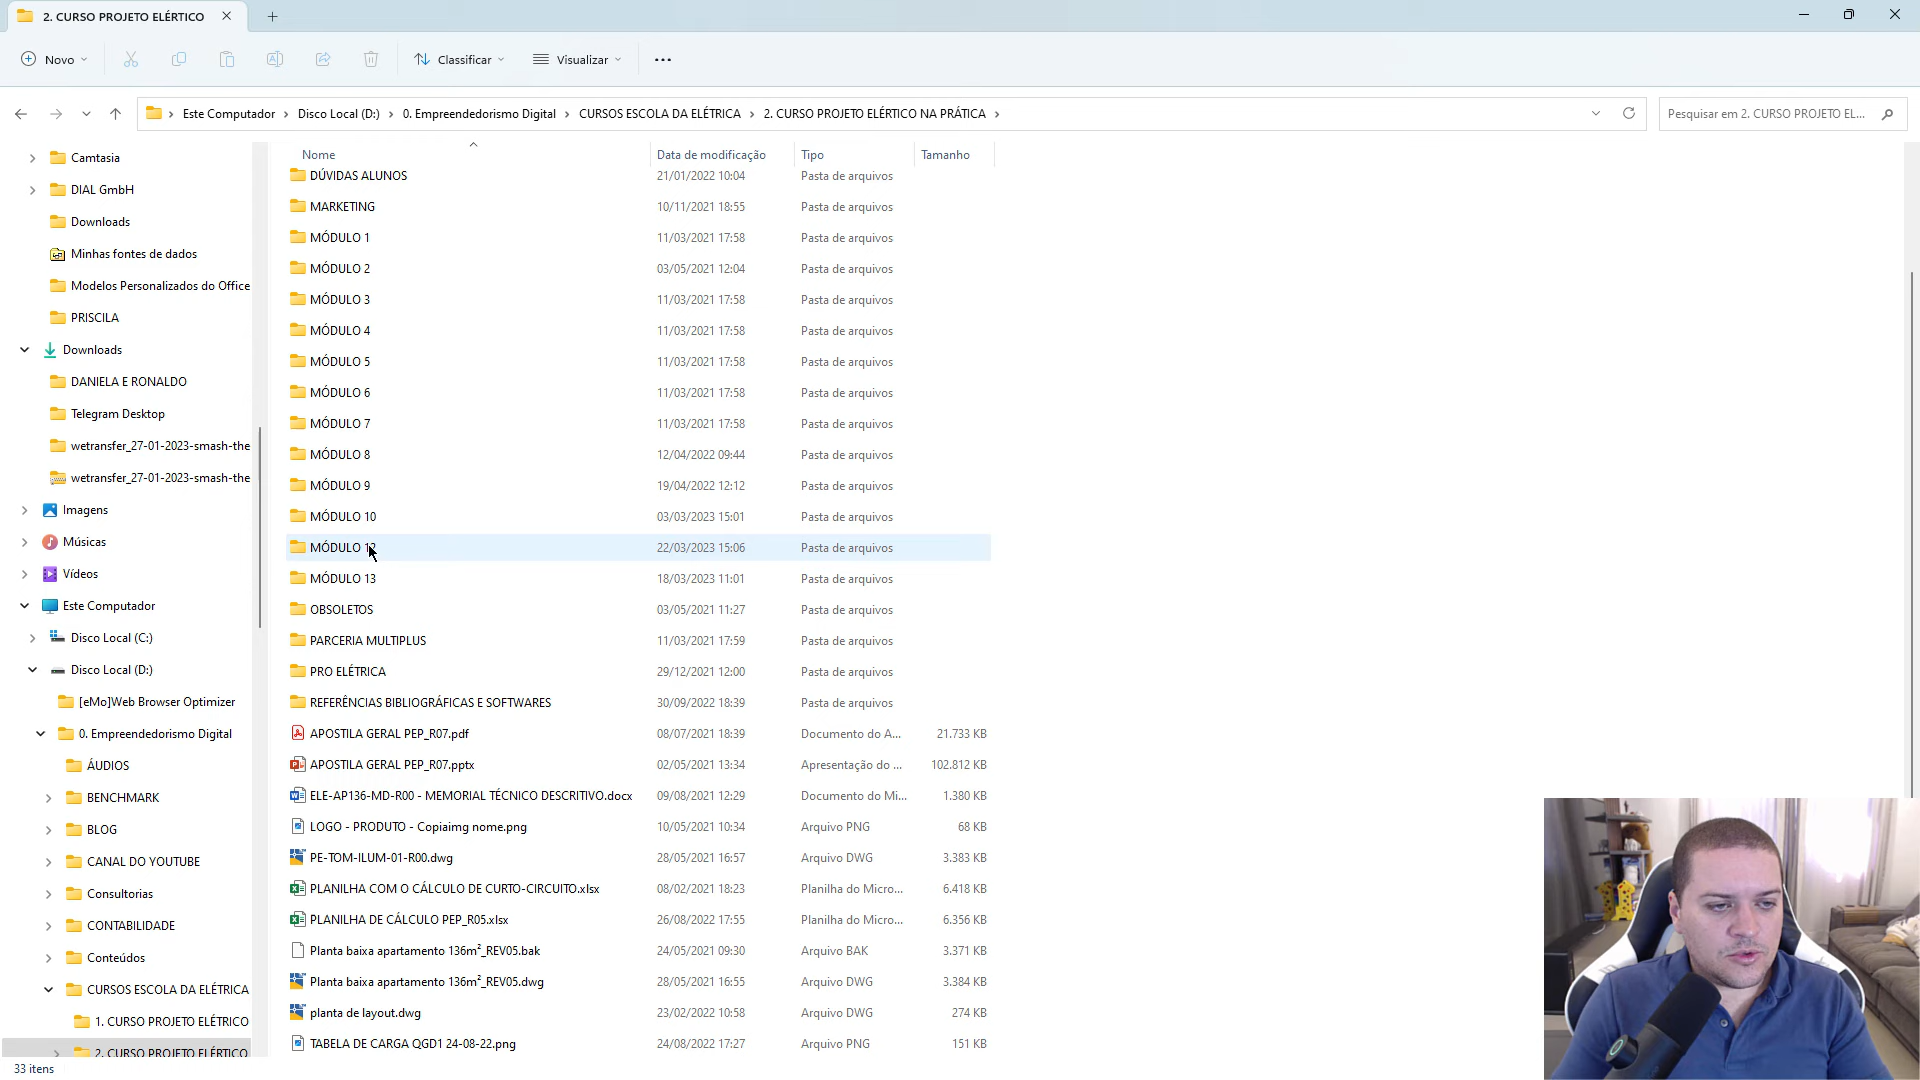 2. CURSO PROJETO ELÉRTICO
Novo
Classificar
Visualizar
Este Computador
Disco Local (D:)
0. Empreendedorismo Digital
CURSOS ESCOLA DA ELÉTRICA
2. CURSO PROJETO ELÉRTICO NA PRÁTICA
Pesquisar em 2. CURSO PROJETO EL...
Camtasia
DIAL GmbH
Downloads
Minhas fontes de dados
Modelos Personalizados do Office
PRISCILA
Downloads
DANIELA E RONALDO
Telegram Desktop
wetransfer_27-01-2023-smash-the
wetransfer_27-01-2023-smash-the
Imagens
Músicas
Vídeos
Este Computador
Disco Local (C:)
Disco Local (D:)
[eMo]Web Browser Optimizer
0. Empreendedorismo Digital
ÁUDIOS
BENCHMARK
BLOG
CANAL DO YOUTUBE
Consultorias
CONTABILIDADE
Conteúdos
CURSOS ESCOLA DA ELÉTRICA
1. CURSO PROJETO ELÉTRICO
2. CURSO PROJETO ELÉRTICO
Nome Data de modificação Tipo Tamanho
DÚVIDAS ALUNOS 21/01/2022 10:04 Pasta de arquivos
MARKETING 10/11/2021 18:55 Pasta de arquivos
MÓDULO 1 11/03/2021 17:58 Pasta de arquivos
MÓDULO 2 03/05/2021 12:04 Pasta de arquivos
MÓDULO 3 11/03/2021 17:58 Pasta de arquivos
MÓDULO 4 11/03/2021 17:58 Pasta de arquivos
MÓDULO 5 11/03/2021 17:58 Pasta de arquivos
MÓDULO 6 11/03/2021 17:58 Pasta de arquivos
MÓDULO 7 11/03/2021 17:58 Pasta de arquivos
MÓDULO 8 12/04/2022 09:44 Pasta de arquivos
MÓDULO 9 19/04/2022 12:12 Pasta de arquivos
MÓDULO 10 03/03/2023 15:01 Pasta de arquivos
MÓDULO 12 22/03/2023 15:06 Pasta de arquivos
MÓDULO 13 18/03/2023 11:01 Pasta de arquivos
OBSOLETOS 03/05/2021 11:27 Pasta de arquivos
PARCERIA MULTIPLUS 11/03/2021 17:59 Pasta de arquivos
PRO ELÉTRICA 29/12/2021 12:00 Pasta de arquivos
REFERÊNCIAS BIBLIOGRÁFICAS E SOFTWARES 30/09/2022 18:39 Pasta de arquivos
APOSTILA GERAL PEP_R07.pdf 08/07/2021 18:39 Documento do A... 21.733 KB
APOSTILA GERAL PEP_R07.pptx 02/05/2021 13:34 Apresentação do ... 102.812 KB
ELE-AP136-MD-R00 - MEMORIAL TÉCNICO DESCRITIVO.docx 09/08/2021 12:29 Documento do Mi... 1.380 KB
LOGO - PRODUTO - Copiaimg nome.png 10/05/2021 10:34 Arquivo PNG 68 KB
PE-TOM-ILUM-01-R00.dwg 28/05/2021 16:57 Arquivo DWG 3.383 KB
PLANILHA COM O CÁLCULO DE CURTO-CIRCUITO.xlsx 08/02/2021 18:23 Planilha do Micro... 6.418 KB
PLANILHA DE CÁLCULO PEP_R05.xlsx 26/08/2022 17:55 Planilha do Micro... 6.356 KB
Planta baixa apartamento 136m²_REV05.bak 24/05/2021 09:30 Arquivo BAK 3.371 KB
Planta baixa apartamento 136m²_REV05.dwg 28/05/2021 16:55 Arquivo DWG 3.384 KB
planta de layout.dwg 23/02/2022 10:58 Arquivo DWG 274 KB
TABELA DE CARGA QGD1 24-08-22.png 24/08/2022 17:27 Arquivo PNG 151 KB
33 itens